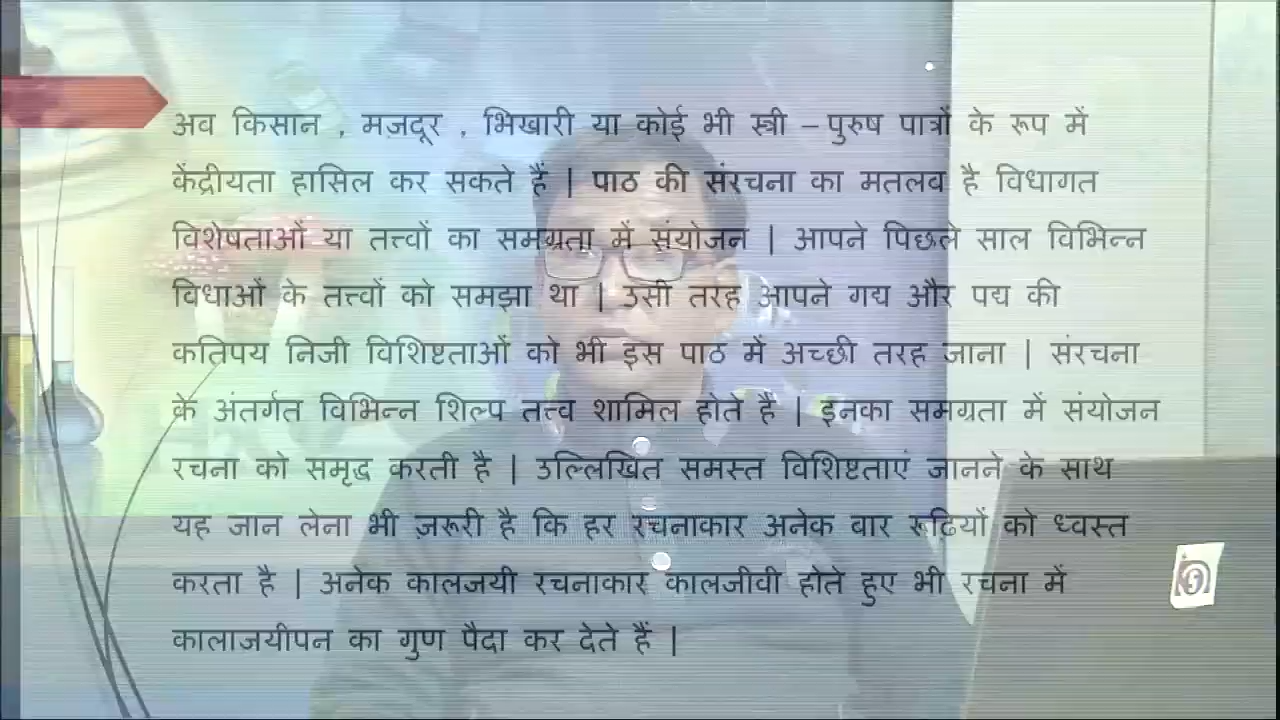 अव किसान , मज़दूर , भिखारी या कोई भी स्त्री – पुरुष पात्रों के रूप में
केंद्रीयता हासिल कर सकते हैं | पाठ की संरचना का मतलब है विधागत
विशेषताओं या तत्त्वों का समग्रता में संयोजन | आपने पिछले साल विभिन्न
विधाओं के तत्त्वों को समझा था | उसी तरह आपने गद्य और पद्य की
कतिपय निजी विशिष्टताओं को भी इस पाठ में अच्छी तरह जाना | संरचना
के अंतर्गत विभिन्न शिल्प तत्त्व शामिल होते हैं | इनका समग्रता में संयोजन
रचना को समृद्ध करती है | उल्लिखित समस्त विशिष्टताएं जानने के साथ
यह जान लेना भी ज़रूरी है कि हर रचनाकार अनेक बार रूढ़ियों को ध्वस्त
करता है | अनेक कालजयी रचनाकार कालजीवी होते हुए भी रचना में
कालाजयीपन का गुण पैदा कर देते हैं |